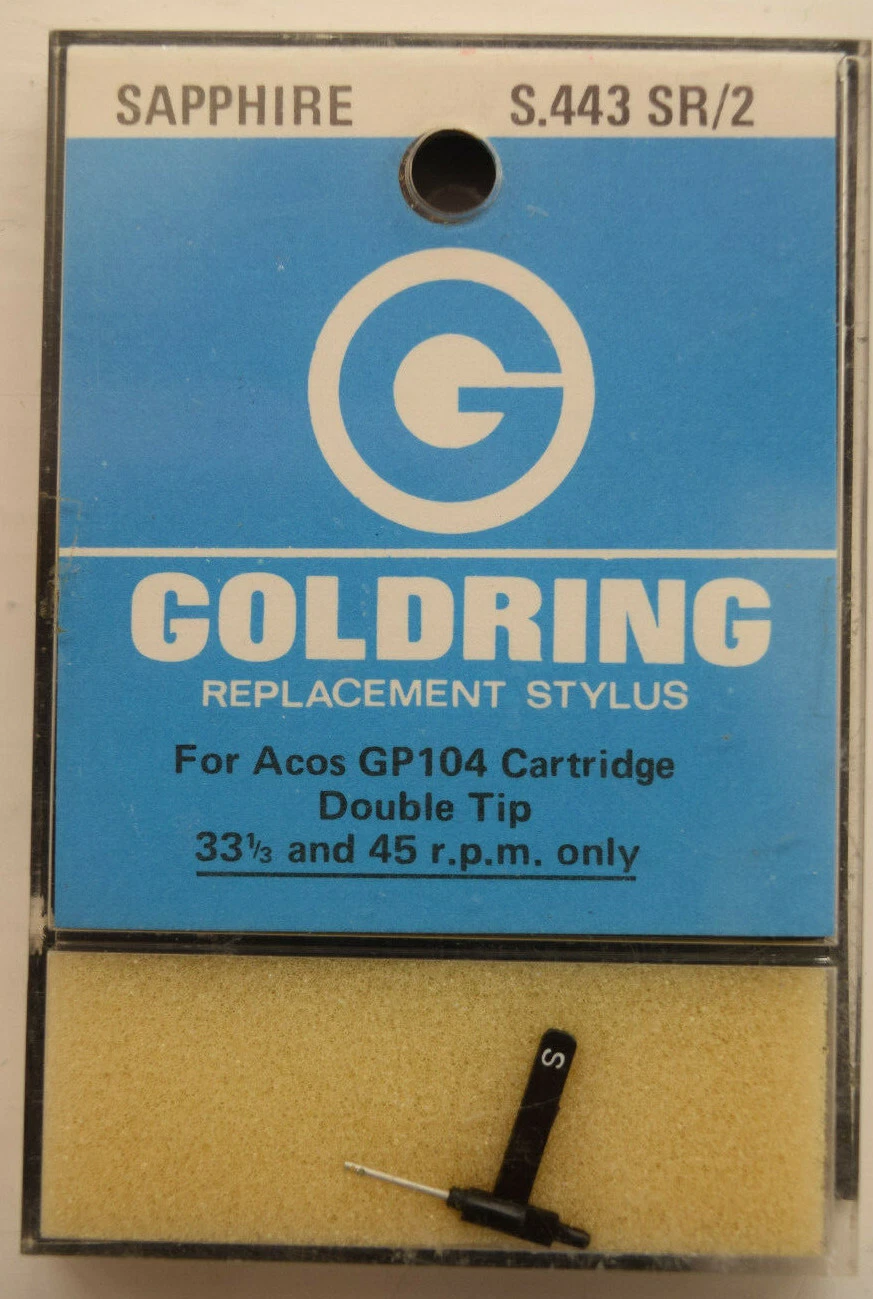 SAPPHIRE S.443 SR/2
G
GOLDRING
REPLACEMENT STYLUS
For Acos GP104 Cartridge
Double Tip
33⅓ and 45 r.p.m. only
S